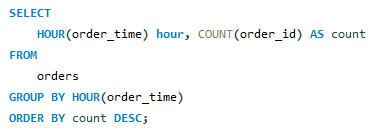 SELECT
    HOUR(order_time) hour, COUNT(order_id) AS count
FROM
    orders
GROUP BY HOUR(order_time)
ORDER BY count DESC;